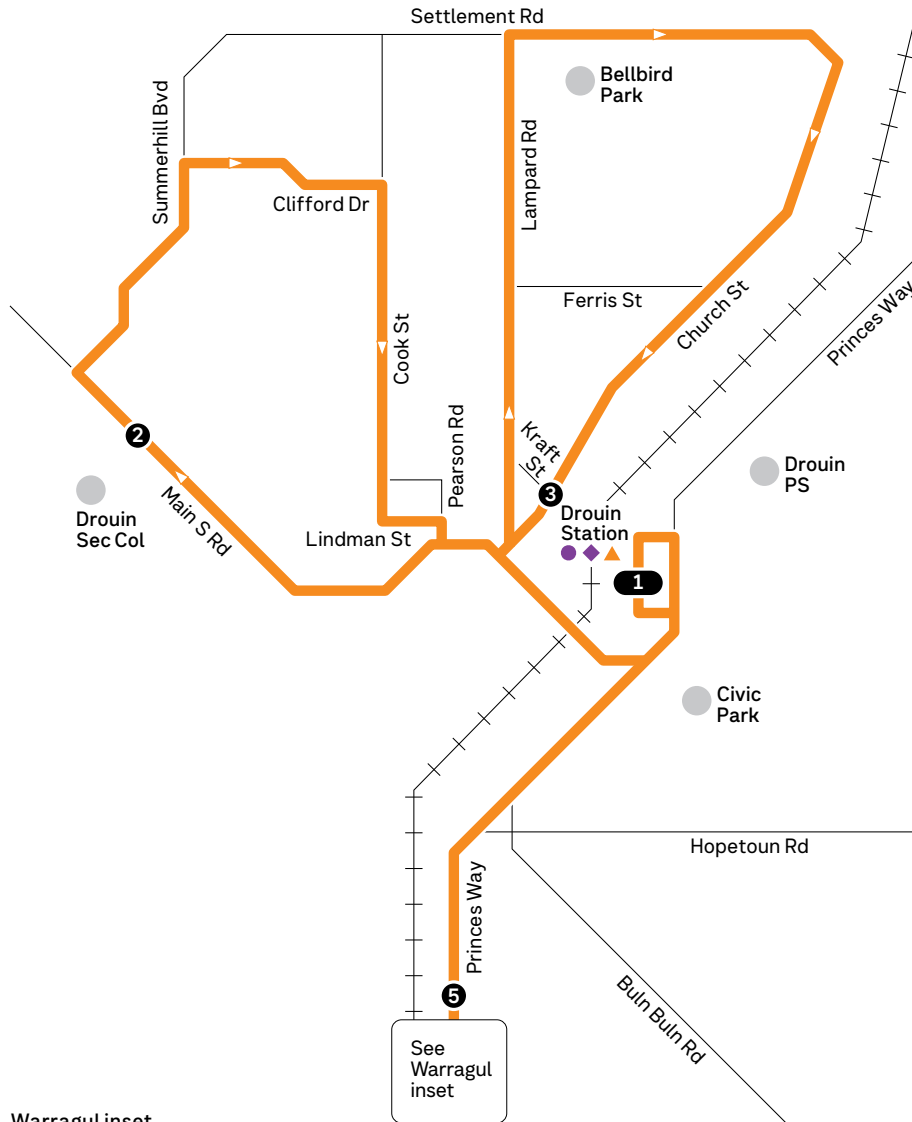 Settlement Rd
Bellbird
Park
Summerhill Bvd
Lampard Rd
Clifford Dr
Ferris St
Church St
Princes Way
Cook St
Pearson Rd
Kraft
St
2
3
Drouin
PS
Drouin
Sec Col
Main S Rd
Lindman St
Drouin
Station
1
Civic
Park
Hopetoun Rd
Princes Way
5
Buln Buln Rd
See
Warragul
inset
Warragul inset